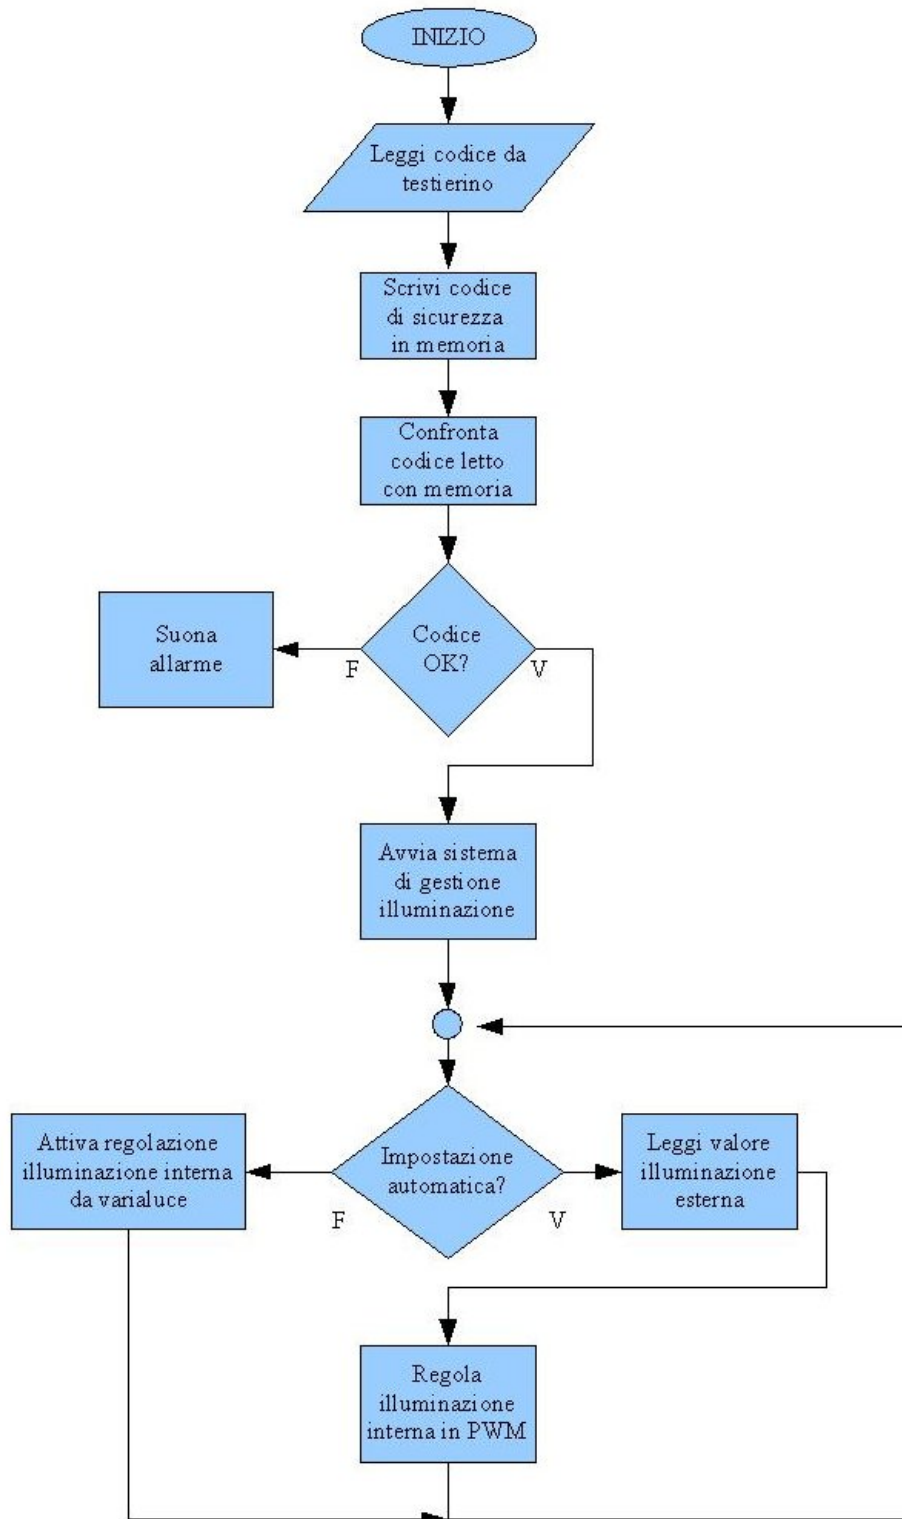 INIZIO
Leggi codice da
testierino
Scrivi codice
di sicurezza
in memoria
Confronta
codice letto
con memoria
Suona
allarme
Codice
OK?
F
V
Avvia sistema
di gestione
illuminazione
Attiva regolazione
illuminazione interna
da varialuce
Impostazione
automatica?
Leggi valore
illuminazione
esterna
F
V
Regola
illuminazione
interna in PWM